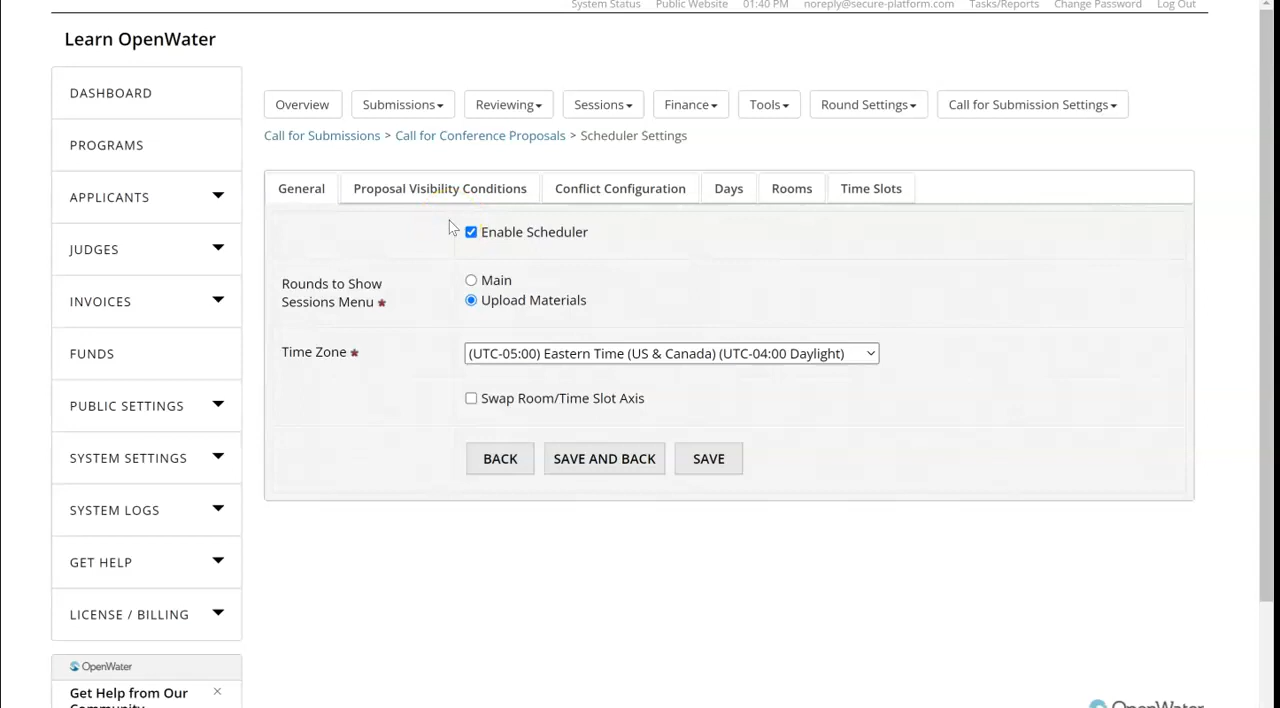 System Status Public Website 01:40 PM noreply@secure-platform.com Tasks/Reports Change Password Log Out
Learn OpenWater
DASHBOARD
PROGRAMS
APPLICANTS
JUDGES
INVOICES
FUNDS
PUBLIC SETTINGS
SYSTEM SETTINGS
SYSTEM LOGS
GET HELP
LICENSE / BILLING
OpenWater
Get Help from Our
Community
Overview Submissions Reviewing Sessions Finance Tools Round Settings Call for Submission Settings
Call for Submissions > Call for Conference Proposals > Scheduler Settings
General Proposal Visibility Conditions Conflict Configuration Days Rooms Time Slots
Enable Scheduler
Rounds to Show
Sessions Menu *
Main
Upload Materials
Time Zone * (UTC-05:00) Eastern Time (US & Canada) (UTC-04:00 Daylight)
Swap Room/Time Slot Axis
BACK SAVE AND BACK SAVE
OpenWater